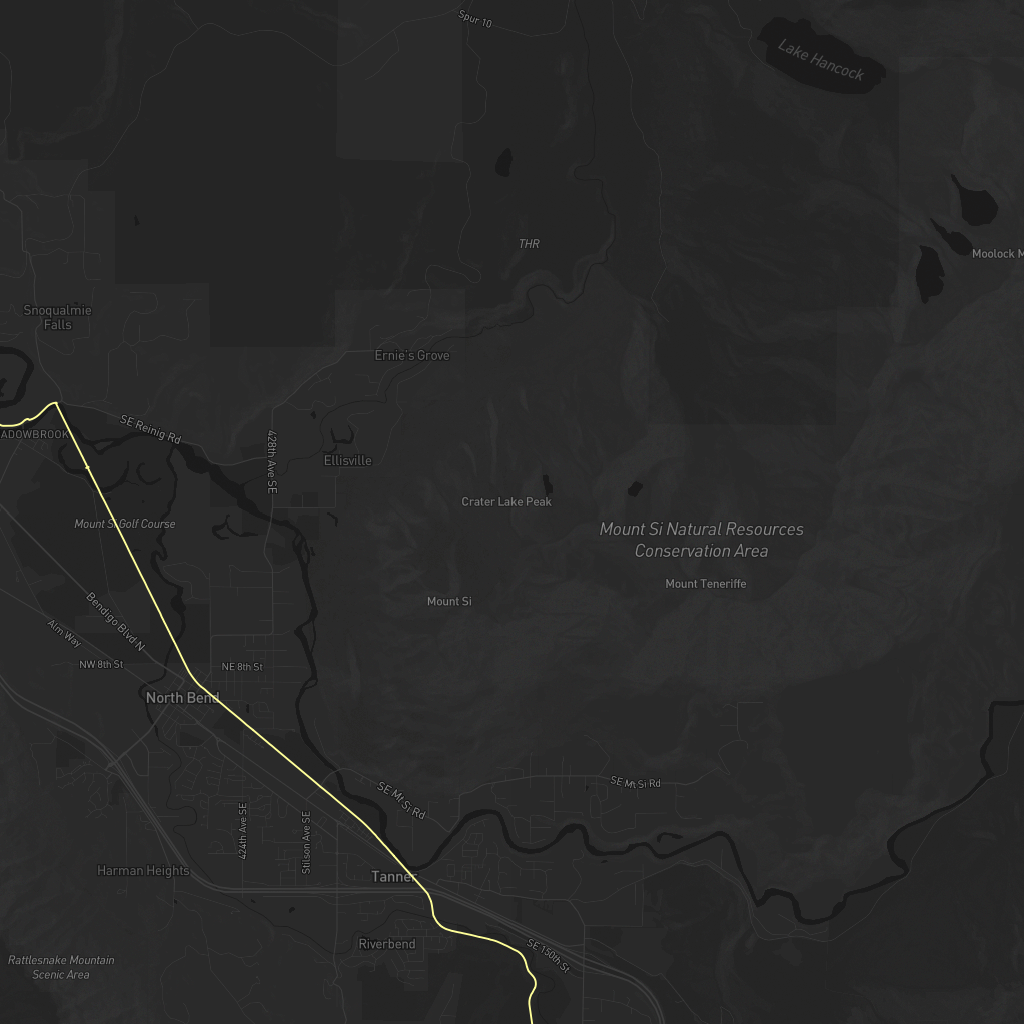 Spur 10
Lake Hancock
THR
Moolock M
Snoqualmie
Falls
Ernie's Grove
SE Reinig Rd
ADOWBROOK
428th Ave SE
Ellisville
Crater Lake Peak
Mount Si Golf Course
Mount Si Natural Resources
Conservation Area
Mount Teneriffe
Mount Si
Bendigo Blvd N
Alm Way
NW 8th St
NE 8th St
North Bend
SE Mt Si Rd
SE Mt Si Rd
424th Ave SE
Stilson Ave SE
Harman Heights
Tanner
Riverbend
SE 150th St
Rattlesnake Mountain
Scenic Area